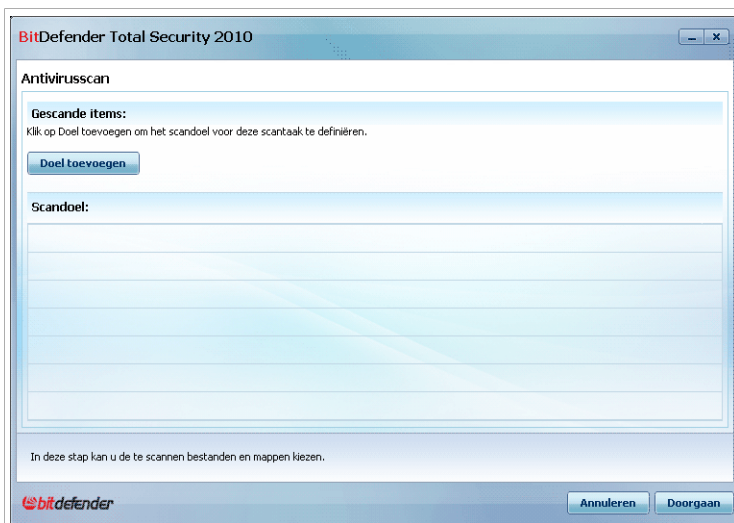 BitDefender Total Security 2010
Antivirusscan
Gescande items:
Klik op Doel toevoegen om het scandoel voor deze scantaak te definiëren.
Doel toevoegen
Scandoel:
In deze stap kan u de te scannen bestanden en mappen kiezen.
bitdefender
Annuleren Doorgaan